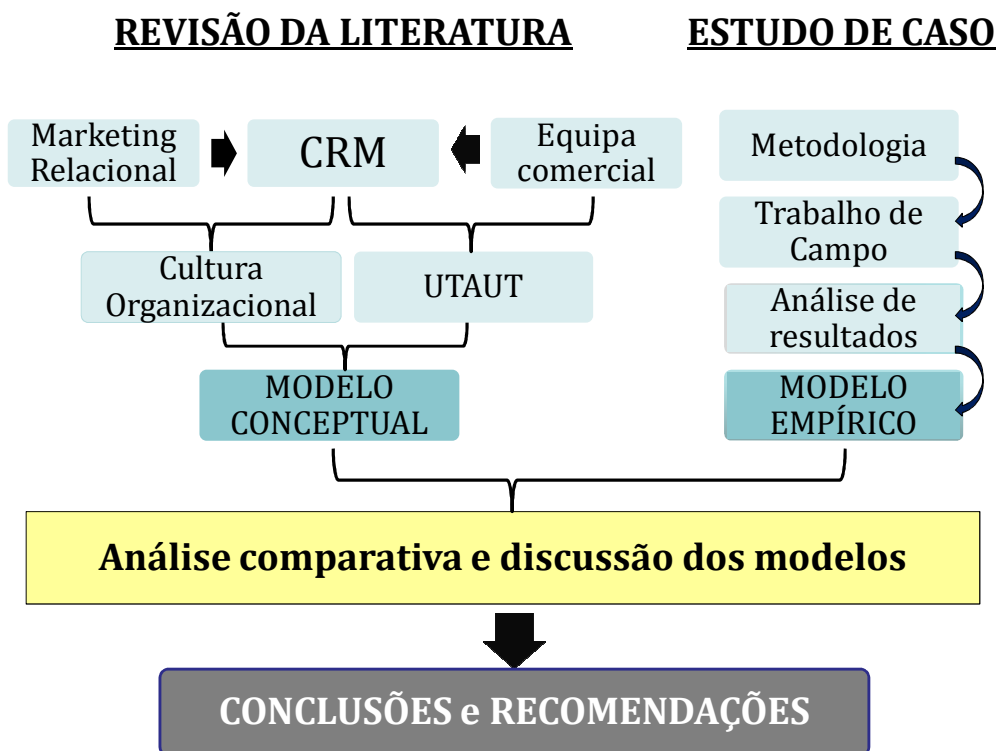 REVISÃO DA LITERATURA
ESTUDO DE CASO
Marketing
Relacional
CRM
Equipa
comercial
Cultura
Organizacional
UTAUT
MODELO
CONCEPTUAL
Metodologia
Trabalho de
Campo
Análise de
resultados
MODELO
EMPÍRICO
Análise comparativa e discussão dos modelos
CONCLUSÕES e RECOMENDAÇÕES